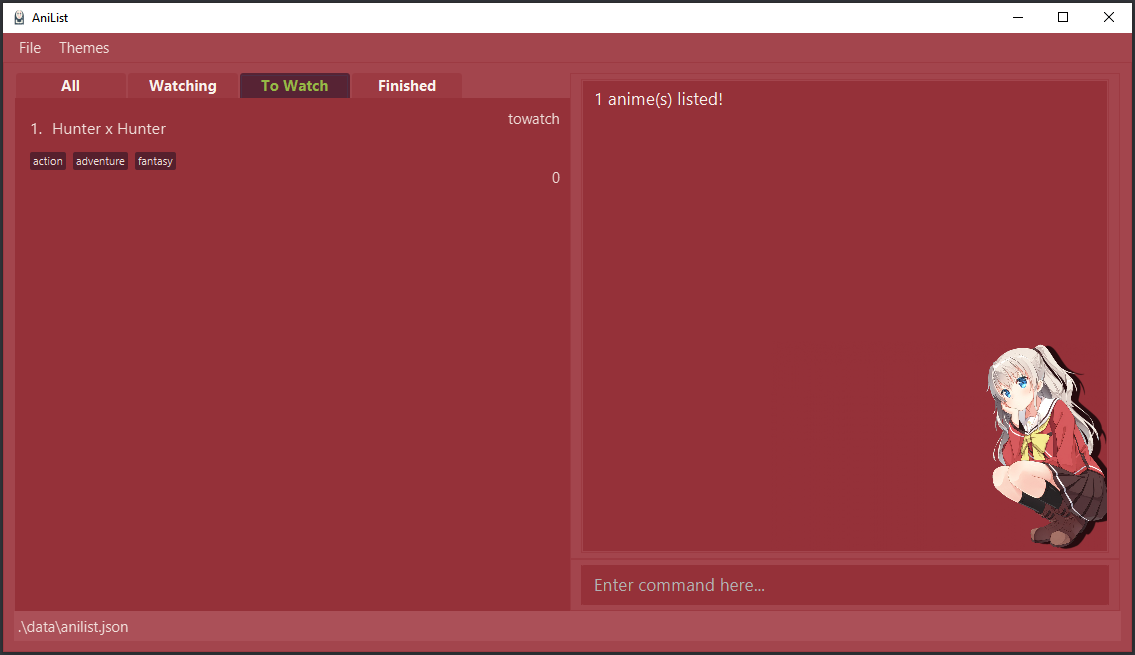 AniList
File Themes
All Watching To Watch Finished
1. Hunter x Hunter
towatch
action adventure fantasy
0
1 anime(s) listed!
Enter command here...
.\data\anilist.json